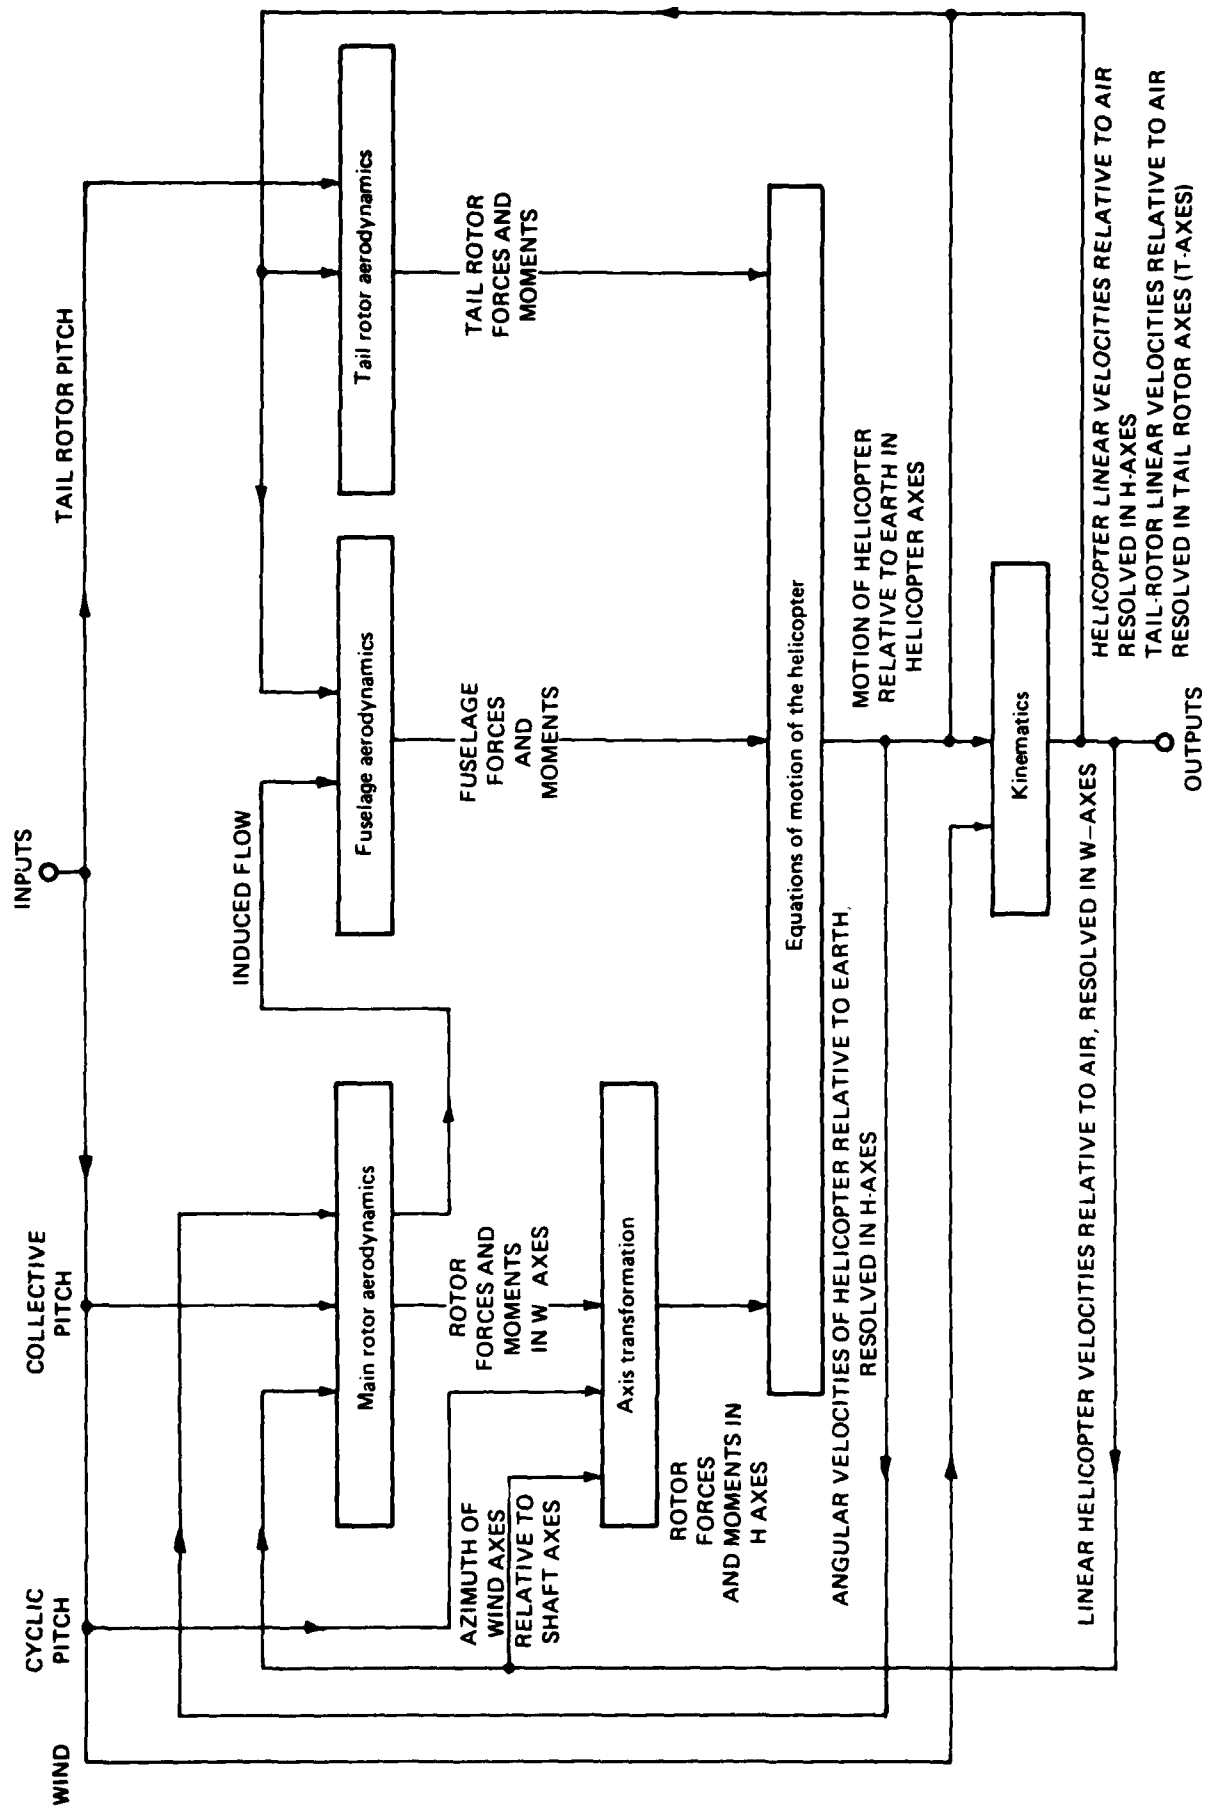 INPUTS
WIND
CYCLIC
PITCH
COLLECTIVE
PITCH
TAIL ROTOR PITCH
INDUCED FLOW
Main rotor aerodynamics
Fuselage aerodynamics
Tail rotor aerodynamics
AZIMUTH OF
WIND AXES
RELATIVE TO
SHAFT AXES
ROTOR
FORCES AND
MOMENTS
IN W AXES
FUSELAGE
FORCES
AND
MOMENTS
TAIL ROTOR
FORCES AND
MOMENTS
Axis transformation
ROTOR
FORCES
AND MOMENTS IN
H AXES
Equations of motion of the helicopter
ANGULAR VELOCITIES OF HELICOPTER RELATIVE TO EARTH,
RESOLVED IN H-AXES
MOTION OF HELICOPTER
RELATIVE TO EARTH IN
HELICOPTER AXES
Kinematics
LINEAR HELICOPTER VELOCITIES RELATIVE TO AIR, RESOLVED IN W–AXES
HELICOPTER LINEAR VELOCITIES RELATIVE TO AIR
RESOLVED IN H-AXES
TAIL-ROTOR LINEAR VELOCITIES RELATIVE TO AIR
RESOLVED IN TAIL ROTOR AXES (T-AXES)
OUTPUTS